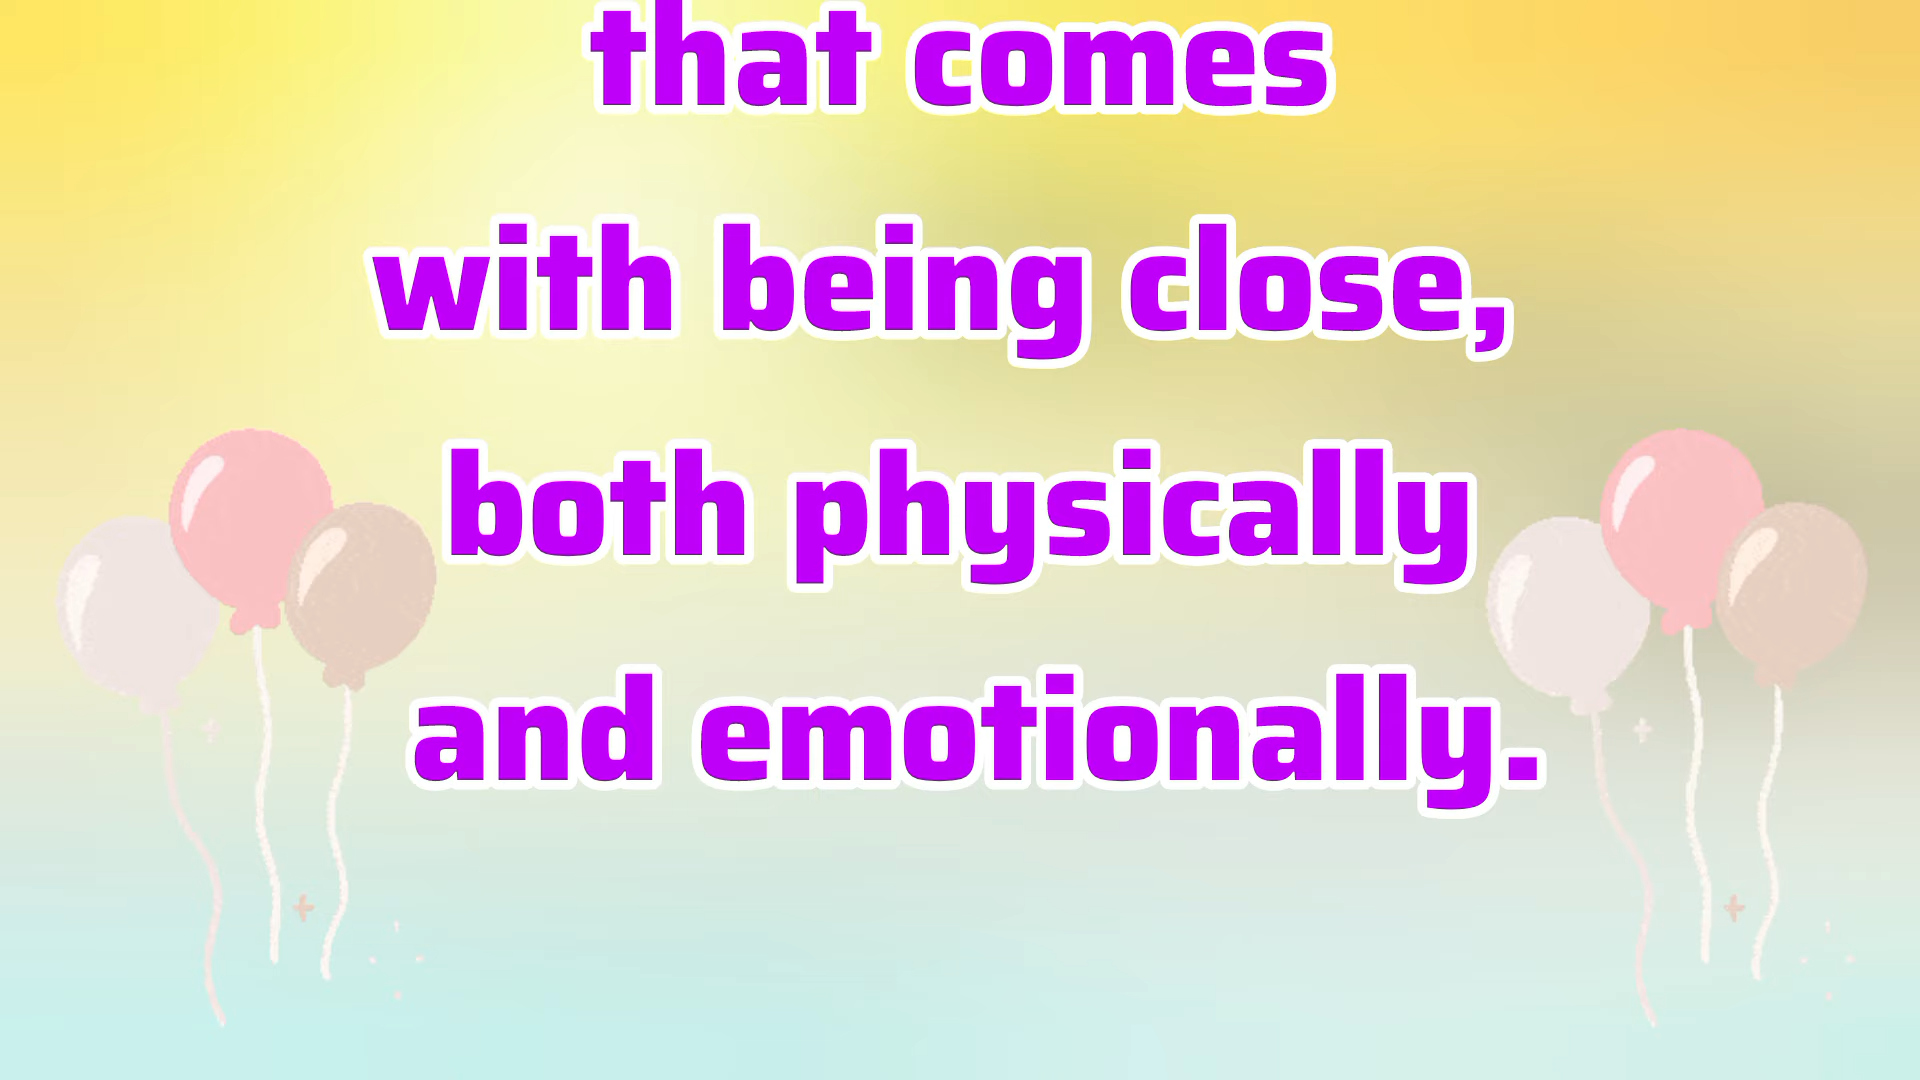 that comes
with being close,
both physically
and emotionally.